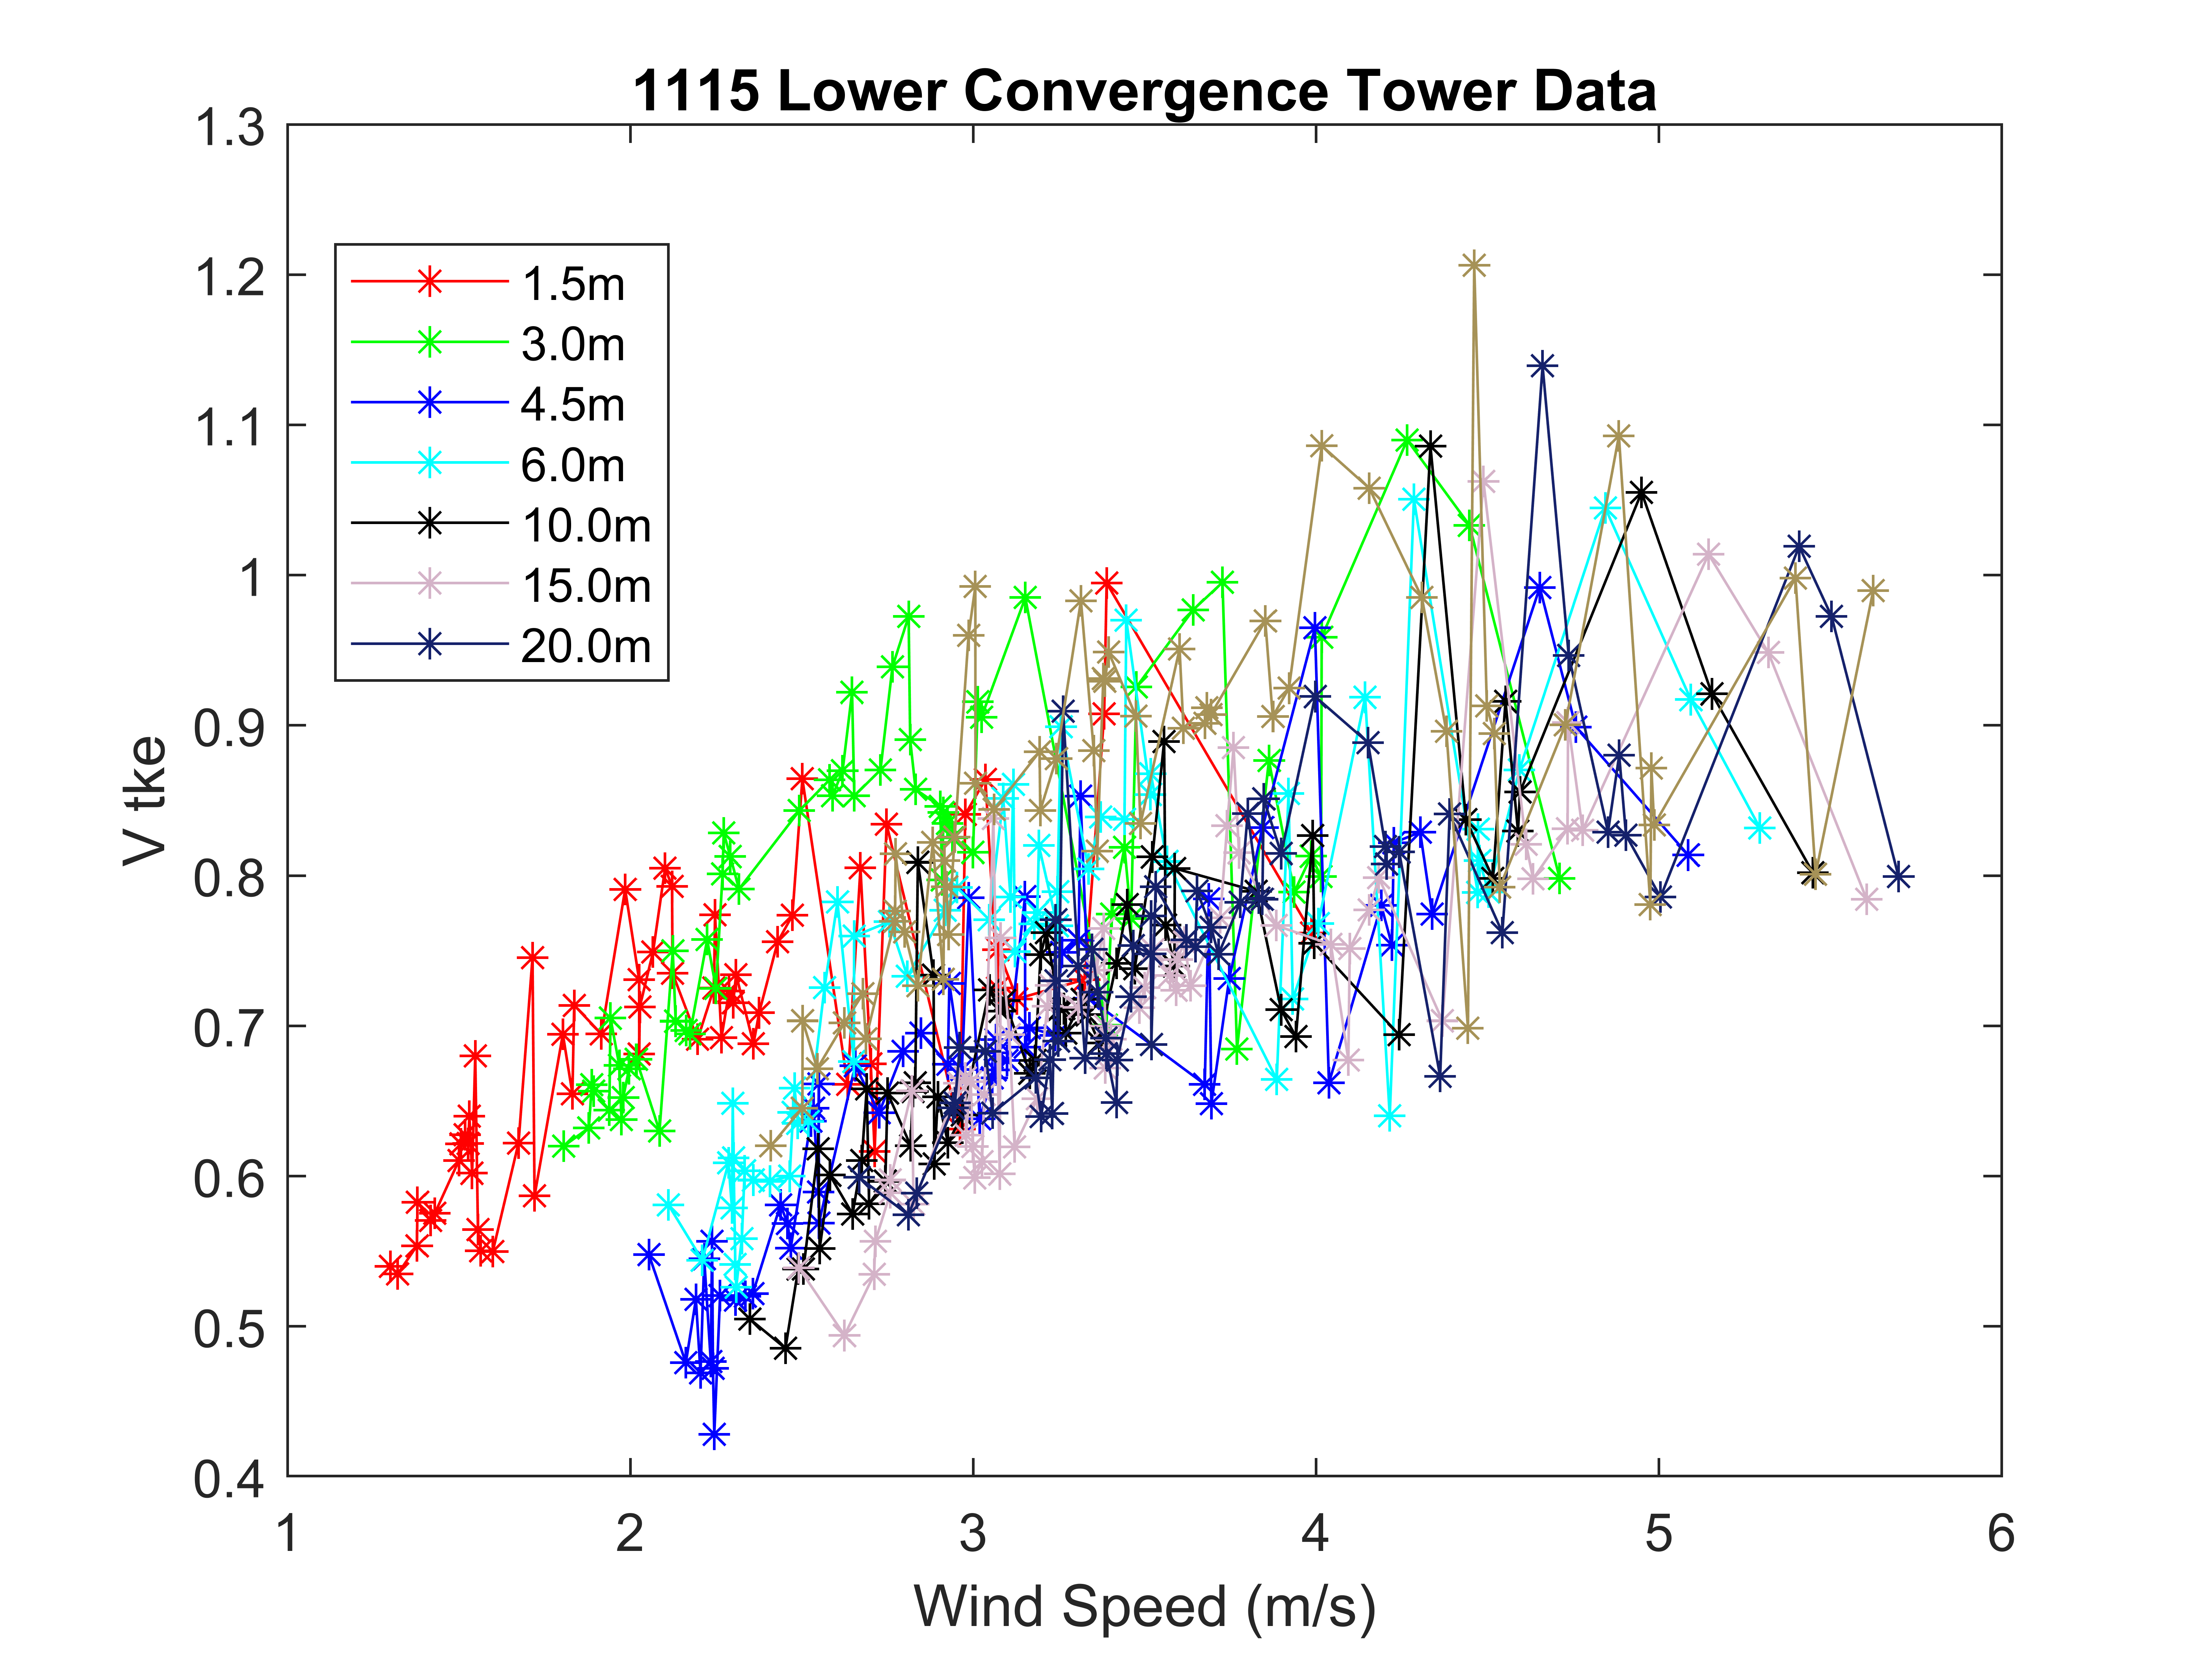 1115 Lower Convergence Tower Data
1.3
1.2
1.1
1
0.9
0.8
0.7
0.6
0.5
0.4
V tke
1.5m
3.0m
4.5m
6.0m
10.0m
15.0m
20.0m
1 2 3 4 5 6
Wind Speed (m/s)